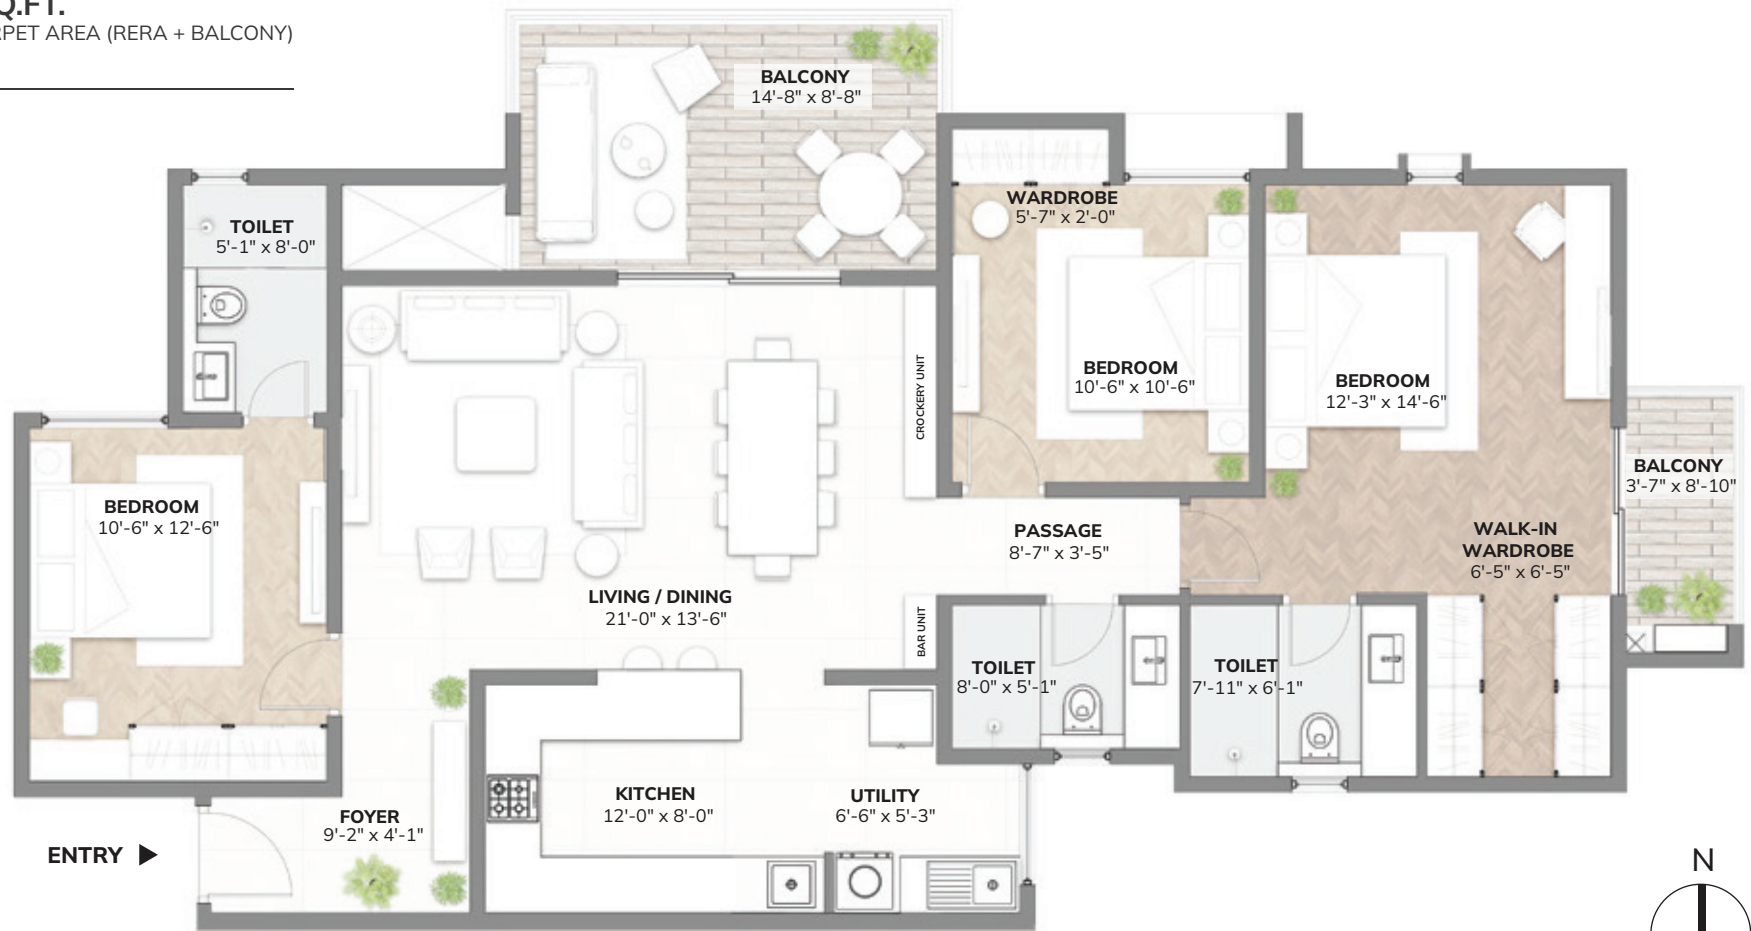 Q.FT.
RPET AREA (RERA + BALCONY)
BALCONY
14'-8" x 8'-8"
WARDROBE
5'-7" x 2'-0"
TOILET
5'-1" x 8'-0"
CROCKERY UNIT
BEDROOM
10'-6" x 10'-6"
BEDROOM
12'-3" x 14'-6"
BALCONY
3'-7" x 8'-10"
BEDROOM
10'-6" x 12'-6"
PASSAGE
8'-7" x 3'-5"
WALK-IN
WARDROBE
6'-5" x 6'-5"
LIVING / DINING
21'-0" x 13'-6"
BAR UNIT
TOILET
8'-0" x 5'-1"
TOILET
7'-11" x 6'-1"
KITCHEN
12'-0" x 8'-0"
UTILITY
6'-6" x 5'-3"
FOYER
9'-2" x 4'-1"
ENTRY
N